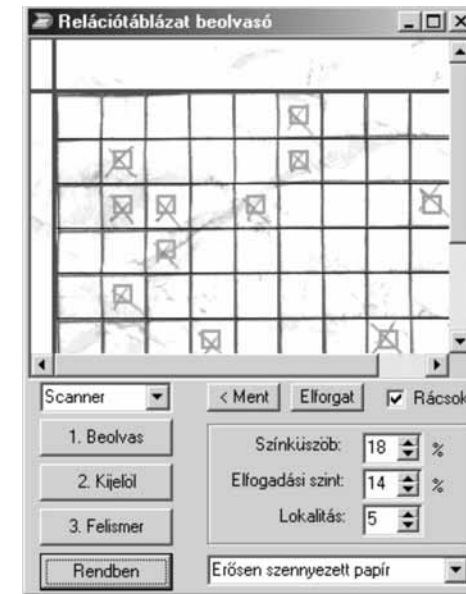 Relációtáblázat beolvasó
Scanner
< Ment
Elforgat
Rácsok
1. Beolvas
2. Kijelöl
3. Felismer
Rendben
Színküszöb: 18 %
Elfogadási szint: 14 %
Lokalitás: 5
Erősen szennyezett papír